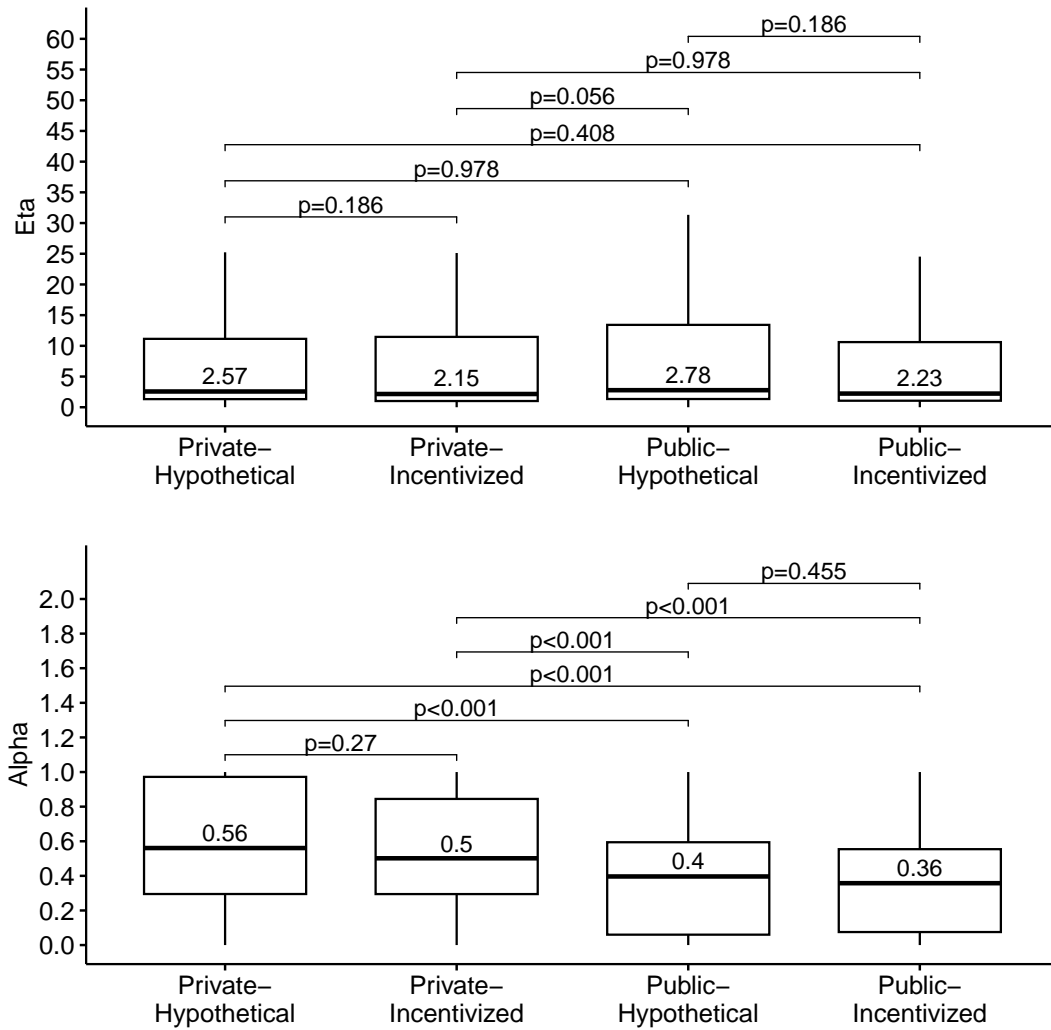 60
55
50
45
40
35
30
25
20
15
10
5
0
Eta
p=0.186
p=0.978
p=0.056
p=0.408
p=0.978
p=0.186
2.57
2.15
2.78
2.23
Private−
Hypothetical
Private−
Incentivized
Public−
Hypothetical
Public−
Incentivized
2.0
1.8
1.6
1.4
1.2
1.0
0.8
0.6
0.4
0.2
0.0
Alpha
p=0.455
p<0.001
p<0.001
p<0.001
p<0.001
p=0.27
0.56
0.5
0.4
0.36
Private−
Hypothetical
Private−
Incentivized
Public−
Hypothetical
Public−
Incentivized